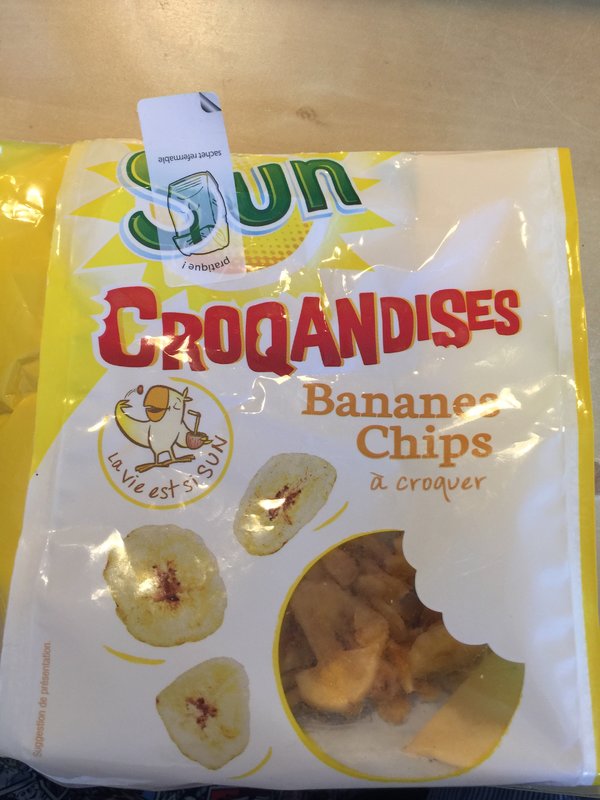 sachet refermable
pratique !
Sun
CROQANDISES
Bananes
Chips
à croquer
La vie est si SUN
Suggestion de présentation.